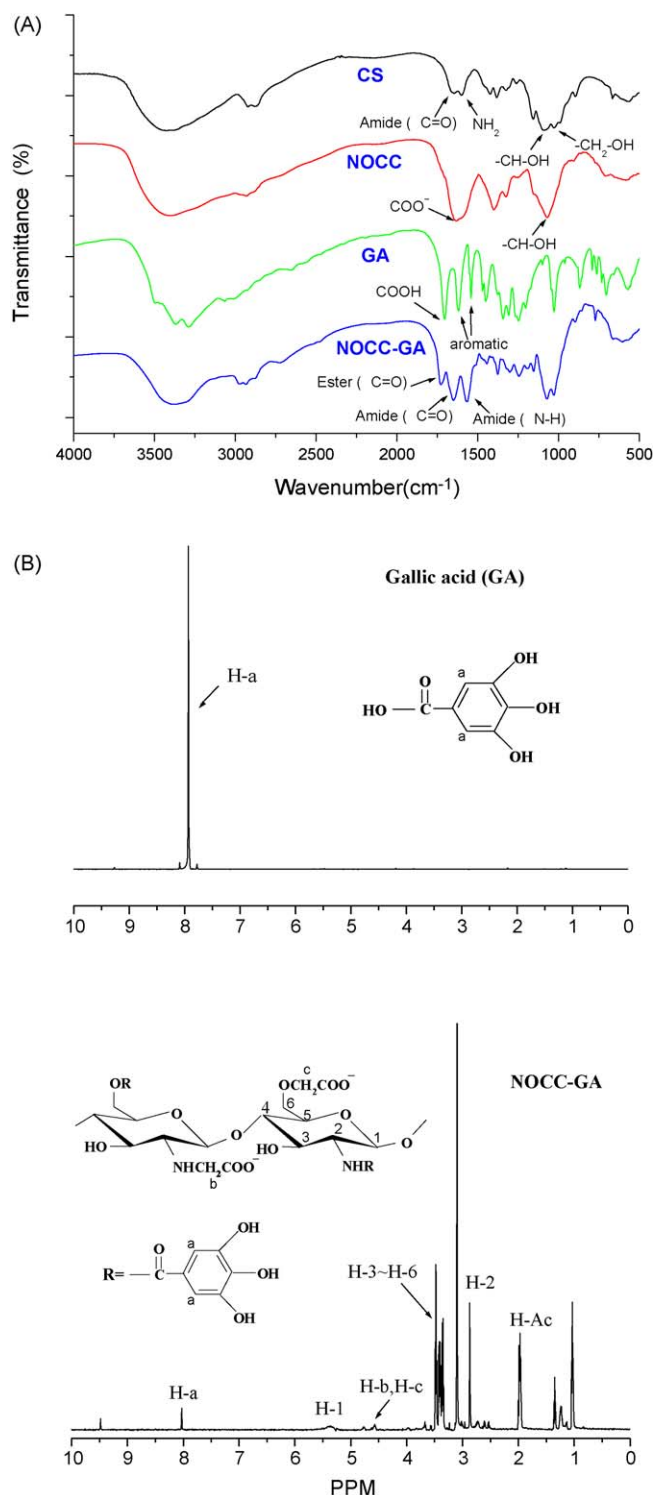 (A)
CS
Amide ( C=O)
NH2
-CH-OH
-CH2-OH
NOCC
COO−
-CH-OH
GA
COOH
aromatic
NOCC-GA
Ester ( C=O)
Amide ( C=O)
Amide ( N-H)
Transmittance (%)
4000 3500 3000 2500 2000 1500 1000 500
Wavenumber(cm-1)
(B)
Gallic acid (GA)
H-a
HO
O
C
a
a
OH
OH
OH
10 9 8 7 6 5 4 3 2 1 0
NOCC-GA
OR
O
HO
NHCH2COO−
b
O
c
OCH2COO−
6
5
4
3
2
1
O
HO
NHR
O
R=
O
C
a
a
OH
OH
OH
H-a
H-1
H-b,H-c
H-3~H-6
H-2
H-Ac
10 9 8 7 6 5 4 3 2 1 0
PPM